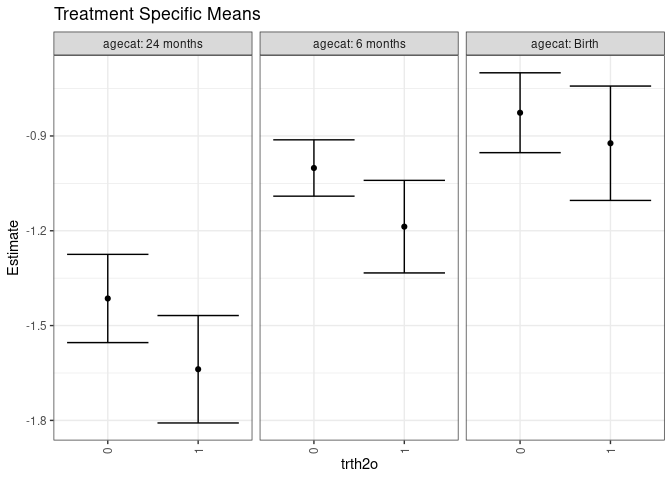 Treatment Specific Means
agecat: 24 months
agecat: 6 months
agecat: Birth
Estimate
-0.9
-1.2
-1.5
-1.8
0
1
0
1
0
1
trth2o